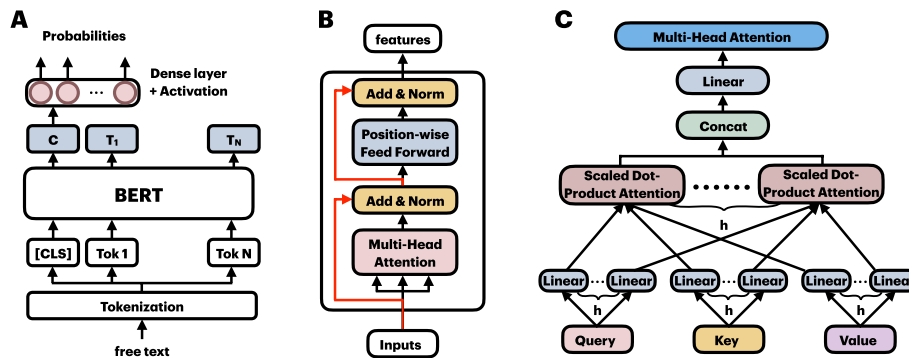 A
Probabilities
Dense layer
+ Activation
...
C
T1
TN
BERT
[CLS]
Tok 1
Tok N
Tokenization
free text
B
features
Add & Norm
Position-wise
Feed Forward
Add & Norm
Multi-Head
Attention
Inputs
C
Multi-Head Attention
Linear
Concat
Scaled Dot-
Product Attention
Scaled Dot-
Product Attention
h
Linear
Linear
Linear
Linear
Linear
Linear
h
h
h
Query
Key
Value